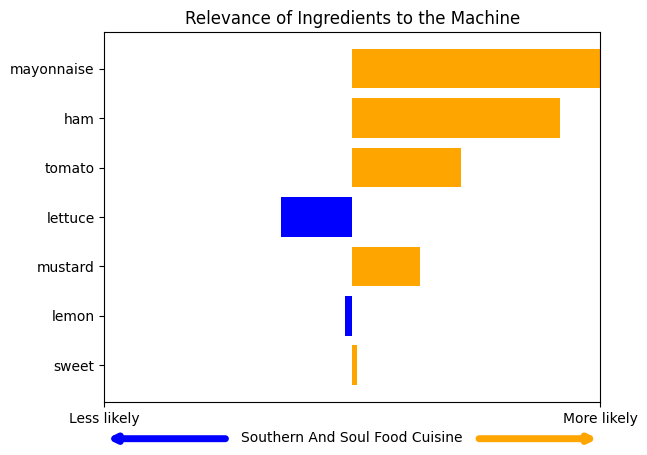 Relevance of Ingredients to the Machine
mayonnaise
ham
tomato
lettuce
mustard
lemon
sweet
Less likely
More likely
Southern And Soul Food Cuisine